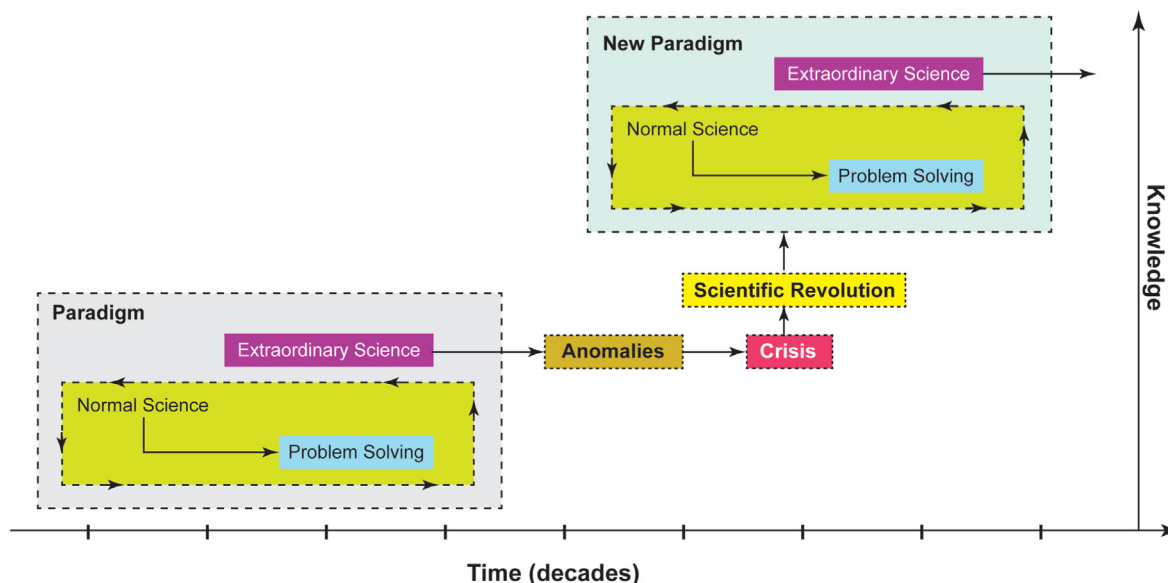 New Paradigm
Extraordinary Science
Normal Science
Problem Solving
Knowledge
Scientific Revolution
Paradigm
Extraordinary Science
Anomalies
Crisis
Normal Science
Problem Solving
Time (decades)